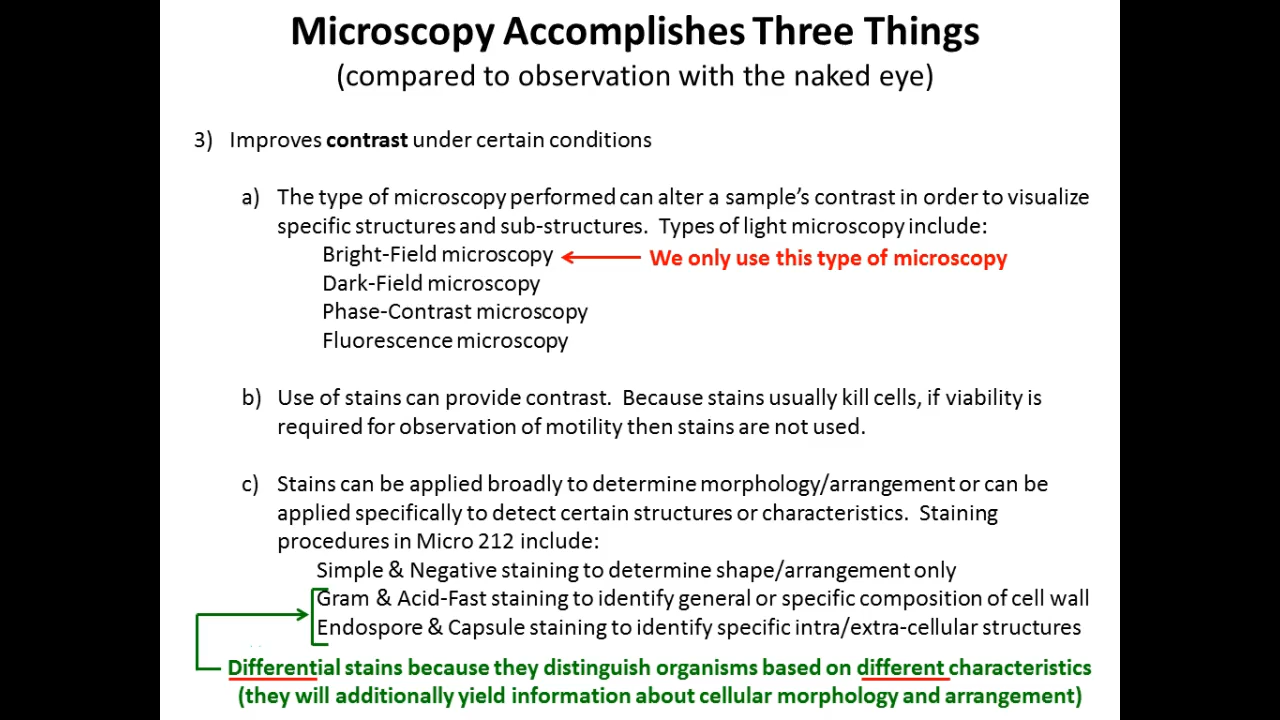 Microscopy Accomplishes Three Things
(compared to observation with the naked eye)
3) Improves contrast under certain conditions
a) The type of microscopy performed can alter a sample’s contrast in order to visualize
specific structures and sub-structures. Types of light microscopy include:
Bright-Field microscopy We only use this type of microscopy
Dark-Field microscopy
Phase-Contrast microscopy
Fluorescence microscopy
b) Use of stains can provide contrast. Because stains usually kill cells, if viability is
required for observation of motility then stains are not used.
c) Stains can be applied broadly to determine morphology/arrangement or can be
applied specifically to detect certain structures or characteristics. Staining
procedures in Micro 212 include:
Simple & Negative staining to determine shape/arrangement only
Gram & Acid-Fast staining to identify general or specific composition of cell wall
Endospore & Capsule staining to identify specific intra/extra-cellular structures
Differential stains because they distinguish organisms based on different characteristics
(they will additionally yield information about cellular morphology and arrangement)